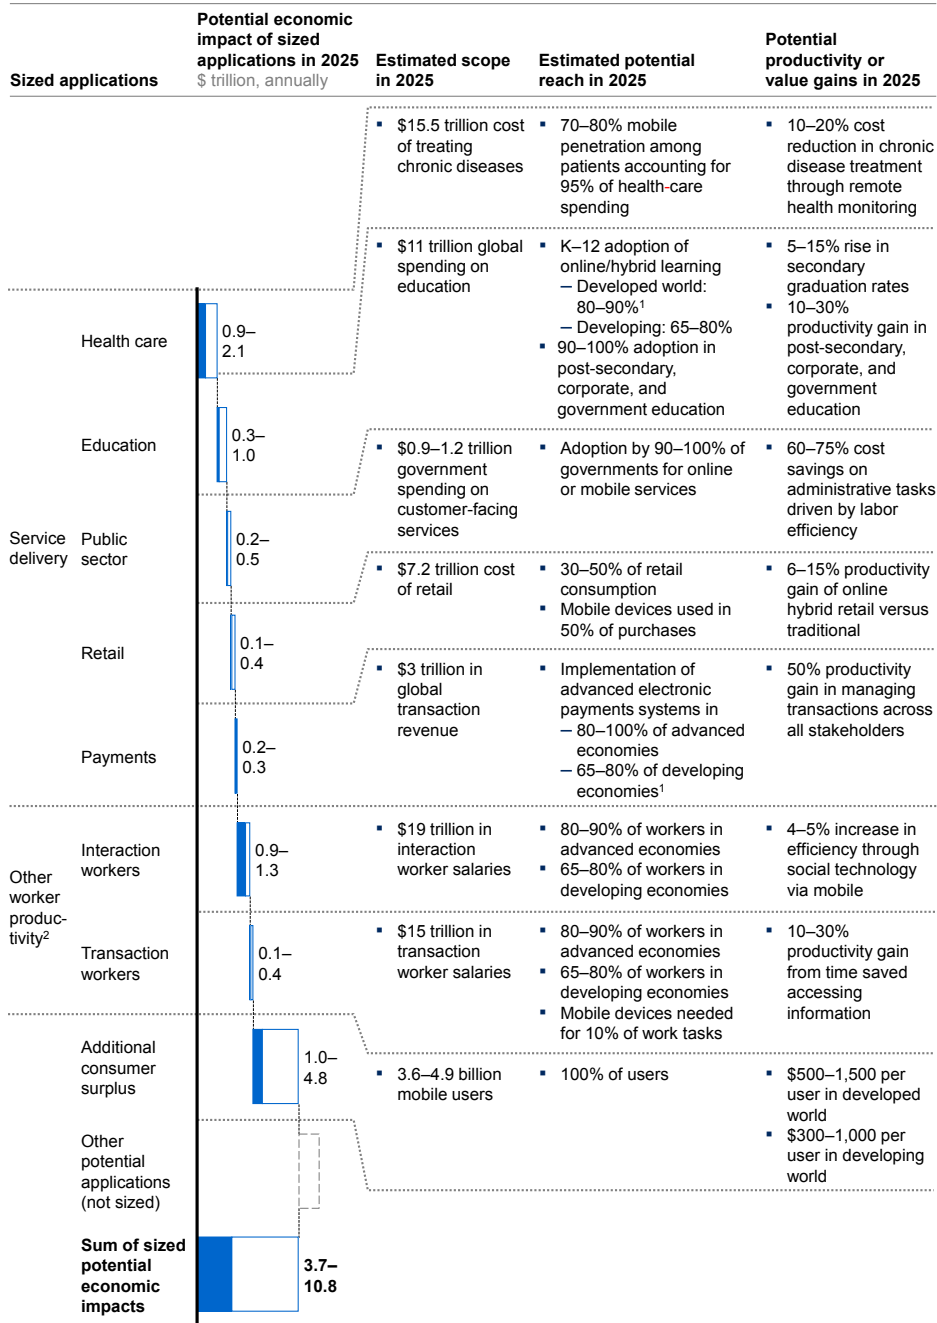 Sized applications
Potential economic
impact of sized
applications in 2025
$ trillion, annually
Estimated scope
in 2025
Estimated potential
reach in 2025
Potential
productivity or
value gains in 2025
Service
delivery
Health care
0.9–
2.1
▪ $15.5 trillion cost
of treating
chronic diseases
▪ 70–80% mobile
penetration among
patients accounting for
95% of health-care
spending
▪ 10–20% cost
reduction in chronic
disease treatment
through remote
health monitoring
Education
0.3–
1.0
▪ $11 trillion global
spending on
education
▪ K–12 adoption of
online/hybrid learning
– Developed world:
80–90%¹
– Developing: 65–80%
▪ 90–100% adoption in
post-secondary,
corporate, and
government education
▪ 5–15% rise in
secondary
graduation rates
▪ 10–30%
productivity gain in
post-secondary,
corporate, and
government
education
Public
sector
0.2–
0.5
▪ $0.9–1.2 trillion
government
spending on
customer-facing
services
▪ Adoption by 90–100% of
governments for online
or mobile services
▪ 60–75% cost
savings on
administrative tasks
driven by labor
efficiency
Retail
0.1–
0.4
▪ $7.2 trillion cost
of retail
▪ 30–50% of retail
consumption
▪ Mobile devices used in
50% of purchases
▪ 6–15% productivity
gain of online
hybrid retail versus
traditional
Payments
0.2–
0.3
▪ $3 trillion in
global
transaction
revenue
▪ Implementation of
advanced electronic
payments systems in
– 80–100% of advanced
economies
– 65–80% of developing
economies¹
▪ 50% productivity
gain in managing
transactions across
all stakeholders
Other
worker
produc-
tivity²
Interaction
workers
0.9–
1.3
▪ $19 trillion in
interaction
worker salaries
▪ 80–90% of workers in
advanced economies
▪ 65–80% of workers in
developing economies
▪ 4–5% increase in
efficiency through
social technology
via mobile
Transaction
workers
0.1–
0.4
▪ $15 trillion in
transaction
worker salaries
▪ 80–90% of workers in
advanced economies
▪ 65–80% of workers in
developing economies
▪ Mobile devices needed
for 10% of work tasks
▪ 10–30%
productivity gain
from time saved
accessing
information
Additional
consumer
surplus
1.0–
4.8
▪ 3.6–4.9 billion
mobile users
▪ 100% of users
▪ $500–1,500 per
user in developed
world
▪ $300–1,000 per
user in developing
world
Other
potential
applications
(not sized)
Sum of sized
potential
economic
impacts
3.7–
10.8